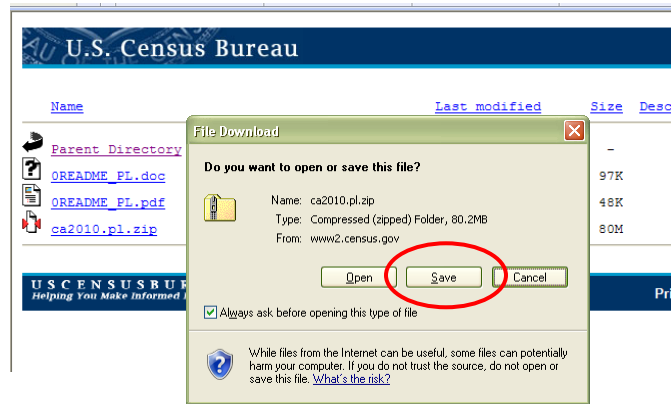 U.S. Census Bureau
Name Last modified Size Desc
Parent Directory -
0README_PL.doc 97K
0README_PL.pdf 48K
ca2010.pl.zip 80M
USCENSUSBUR
Helping You Make Informed
Pri
File Download
Do you want to open or save this file?
Name: ca2010.pl.zip
Type: Compressed (zipped) Folder, 80.2MB
From: www2.census.gov
Open Save Cancel
Always ask before opening this type of file
While files from the Internet can be useful, some files can potentially
harm your computer. If you do not trust the source, do not open or
save this file. What's the risk?